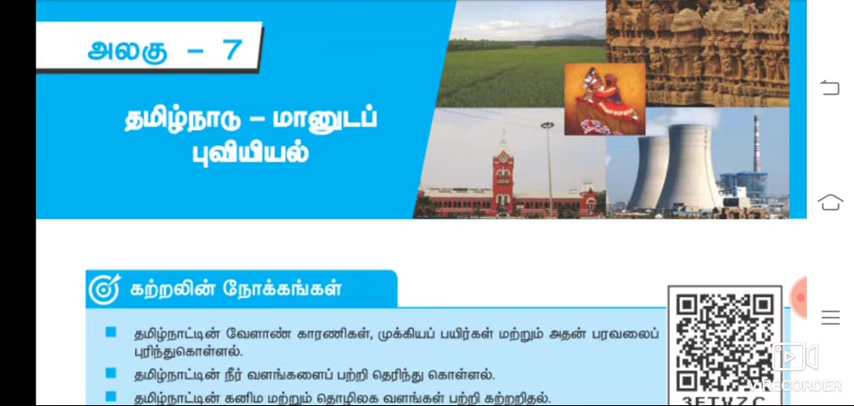 அலகு - 7
தமிழ்நாடு – மானுடப்
புவியியல்
கற்றலின் நோக்கங்கள்
தமிழ்நாட்டின் வேளாண் காரணிகள், முக்கியப் பயிர்கள் மற்றும் அதன் பரவலைப்
புரிந்துகொள்ளல்.
தமிழ்நாட்டின் நீர் வளங்களைப் பற்றி தெரிந்து கொள்ளல்.
தமிழ்நாட்டின் கனிம மற்றும் தொழிலக வளங்கள் பற்றி கற்றறிதல்.
3ETVZC